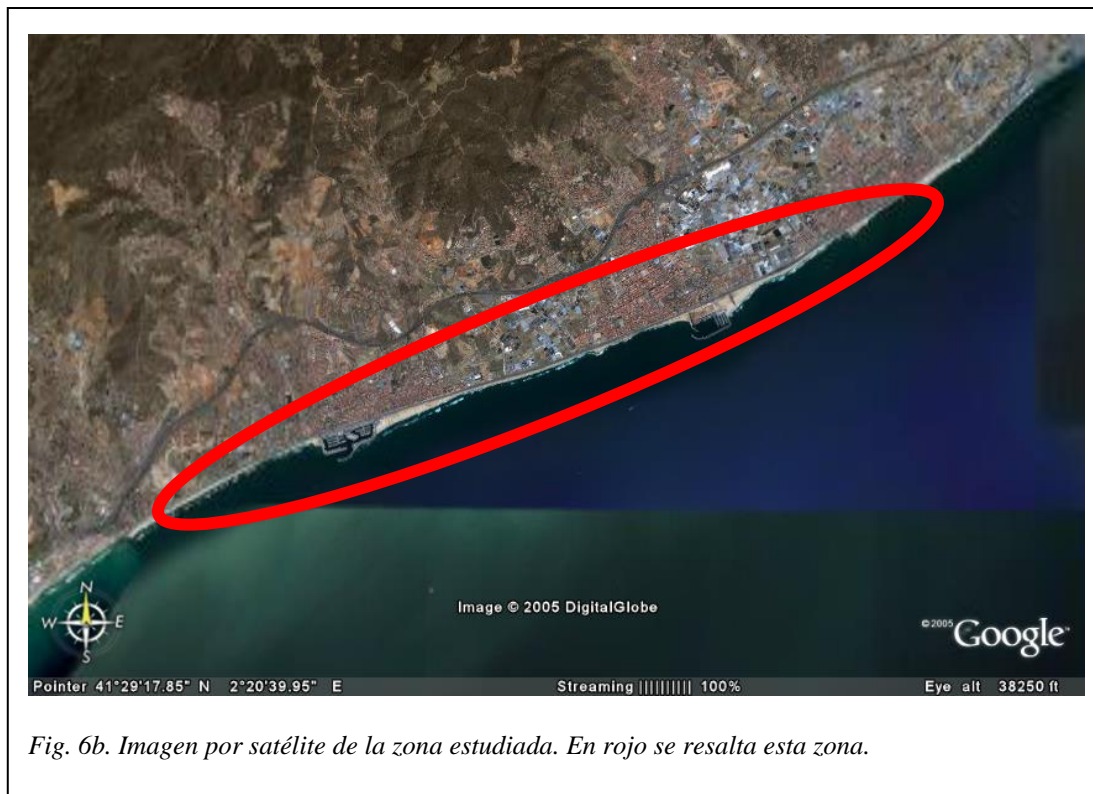 N
W E
S
Image © 2005 DigitalGlobe
©2005 Google™
Pointer 41°29'17.85" N 2°20'39.95" E Streaming |||||||||| 100% Eye alt 38250 ft
Fig. 6b. Imagen por satélite de la zona estudiada. En rojo se resalta esta zona.